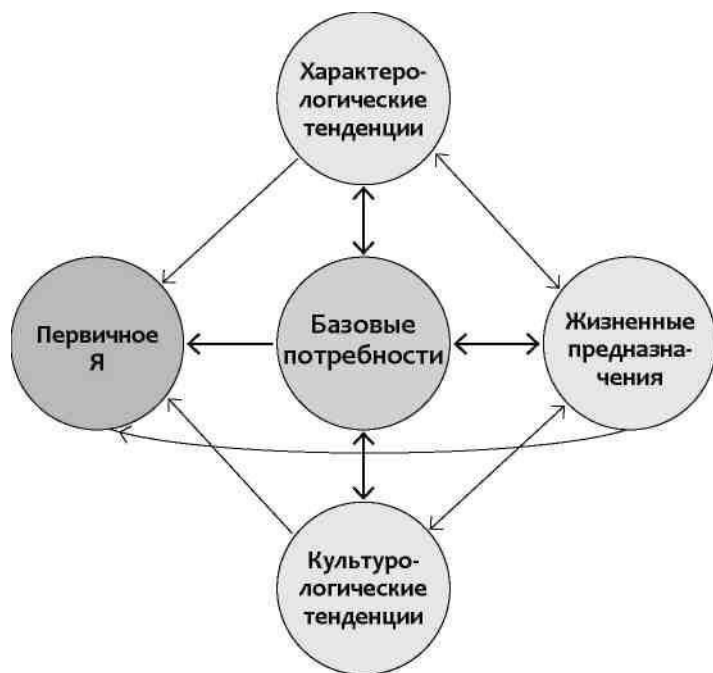 Характеро-
логические
тенденции
Первичное
Я
Базовые
потребности
Жизненные
предназна-
чения
Культуро-
логические
тенденции